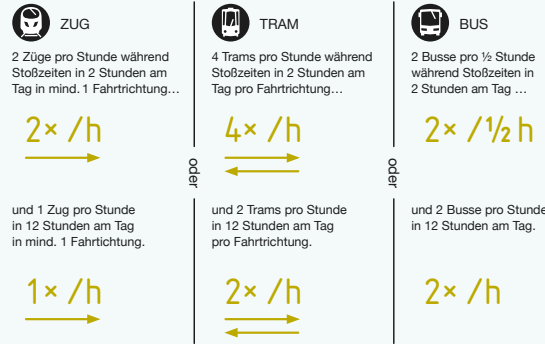 ZUG
2 Züge pro Stunde während
Stoßzeiten in 2 Stunden am
Tag in mind. 1 Fahrtrichtung…
2× /h
und 1 Zug pro Stunde
in 12 Stunden am Tag
in mind. 1 Fahrtichtung.
1× /h
oder
TRAM
4 Trams pro Stunde während
Stoßzeiten in 2 Stunden am
Tag pro Fahrtrichtung…
4× /h
und 2 Trams pro Stunde
in 12 Stunden am Tag
pro Fahrtrichtung.
2× /h
oder
BUS
2 Busse pro ½ Stunde
während Stoßzeiten in
2 Stunden am Tag …
2× /½ h
und 2 Busse pro Stunde
in 12 Stunden am Tag.
2× /h